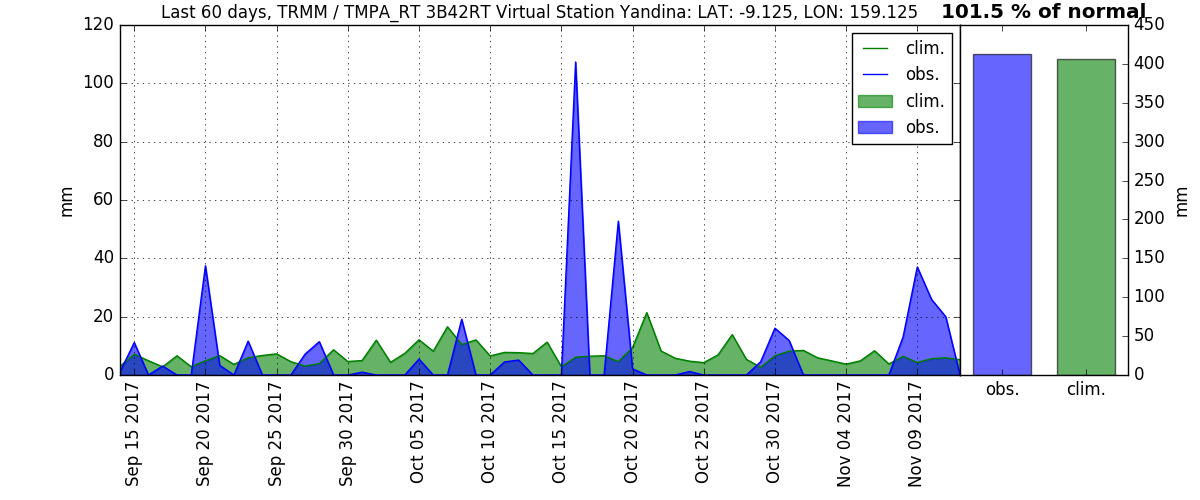 Last 60 days, TRMM / TMPA_RT 3B42RT Virtual Station Yandina: LAT: -9.125, LON: 159.125
101.5 % of normal
120
100
80
60
40
20
0
mm
clim.
obs.
clim.
obs.
450
400
350
300
250
200
150
100
50
0
mm
Sep 15 2017
Sep 20 2017
Sep 25 2017
Sep 30 2017
Oct 05 2017
Oct 10 2017
Oct 15 2017
Oct 20 2017
Oct 25 2017
Oct 30 2017
Nov 04 2017
Nov 09 2017
obs.
clim.